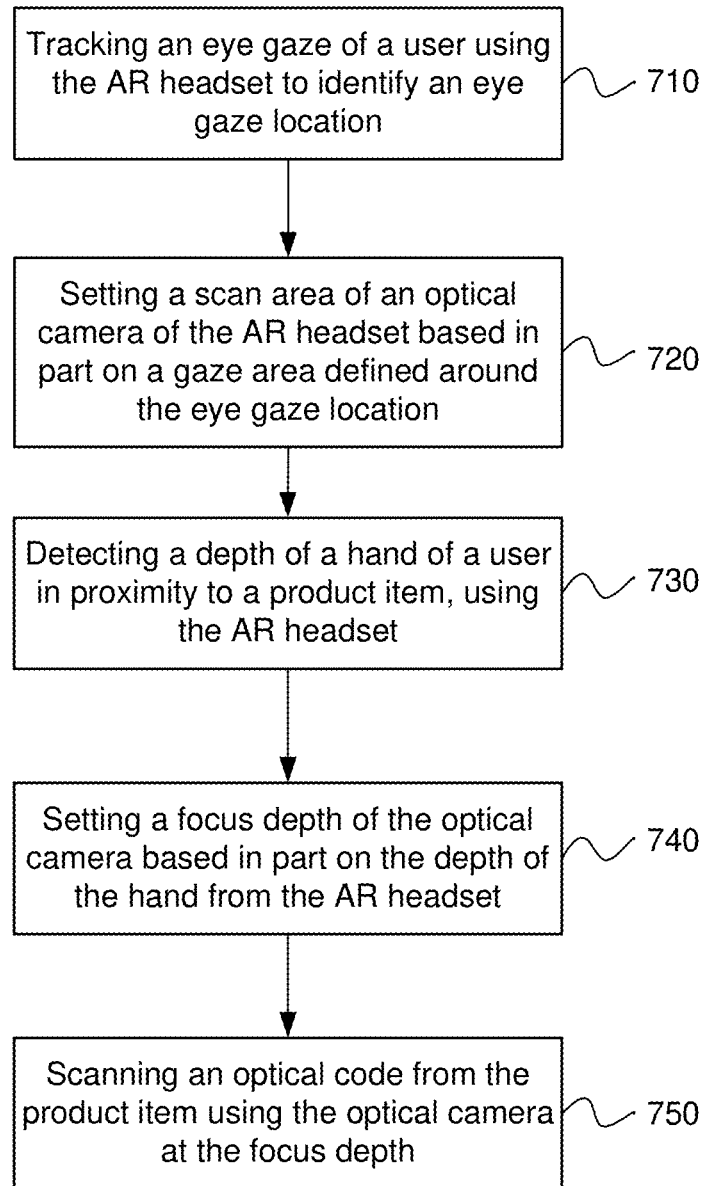 Tracking an eye gaze of a user using
the AR headset to identify an eye
gaze location
710
Setting a scan area of an optical
camera of the AR headset based in
part on a gaze area defined around
the eye gaze location
720
Detecting a depth of a hand of a user
in proximity to a product item, using
the AR headset
730
Setting a focus depth of the optical
camera based in part on the depth of
the hand from the AR headset
740
Scanning an optical code from the
product item using the optical camera
at the focus depth
750